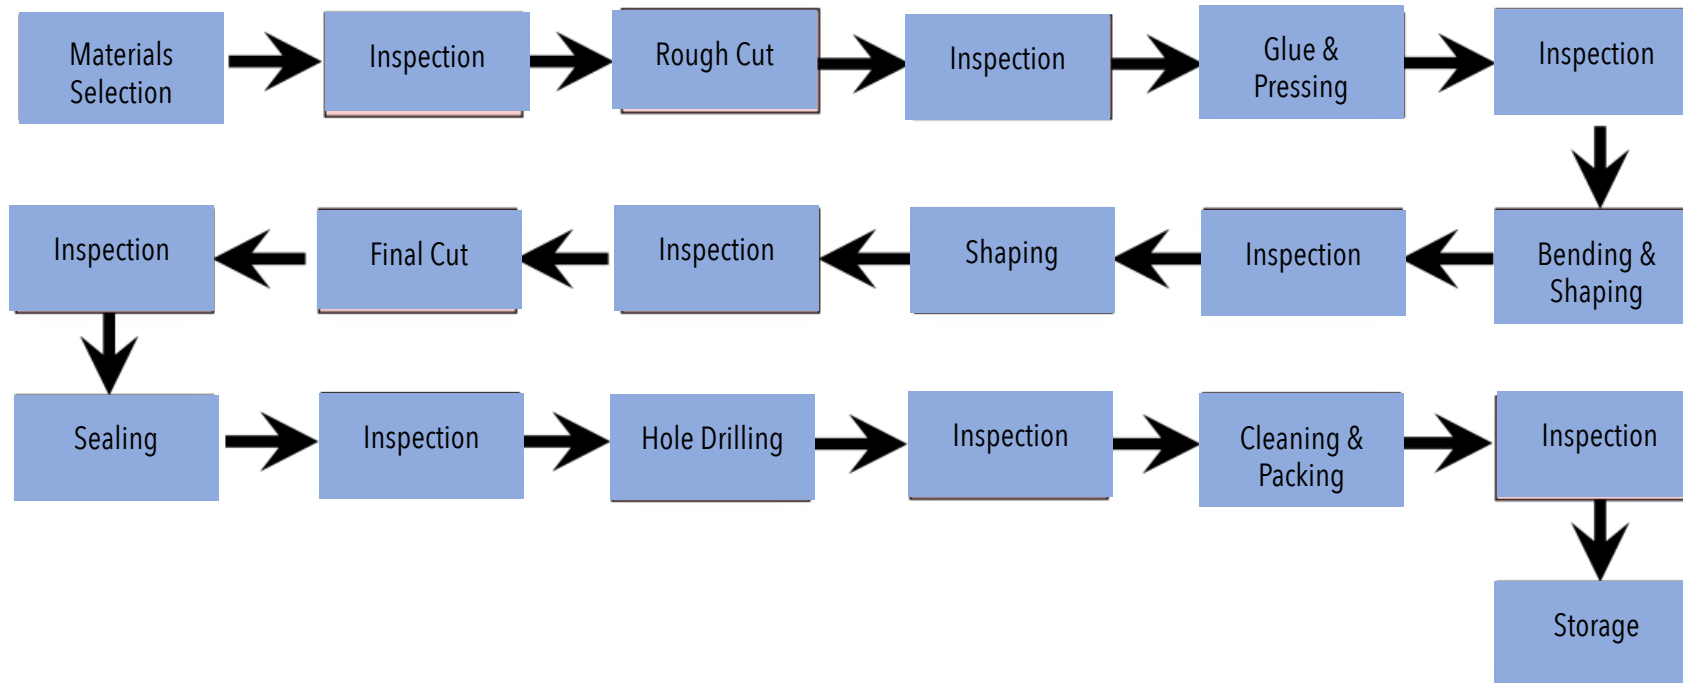 Materials
Selection
Inspection
Rough Cut
Inspection
Glue &
Pressing
Inspection
Bending &
Shaping
Inspection
Shaping
Inspection
Final Cut
Inspection
Sealing
Inspection
Hole Drilling
Inspection
Cleaning &
Packing
Inspection
Storage